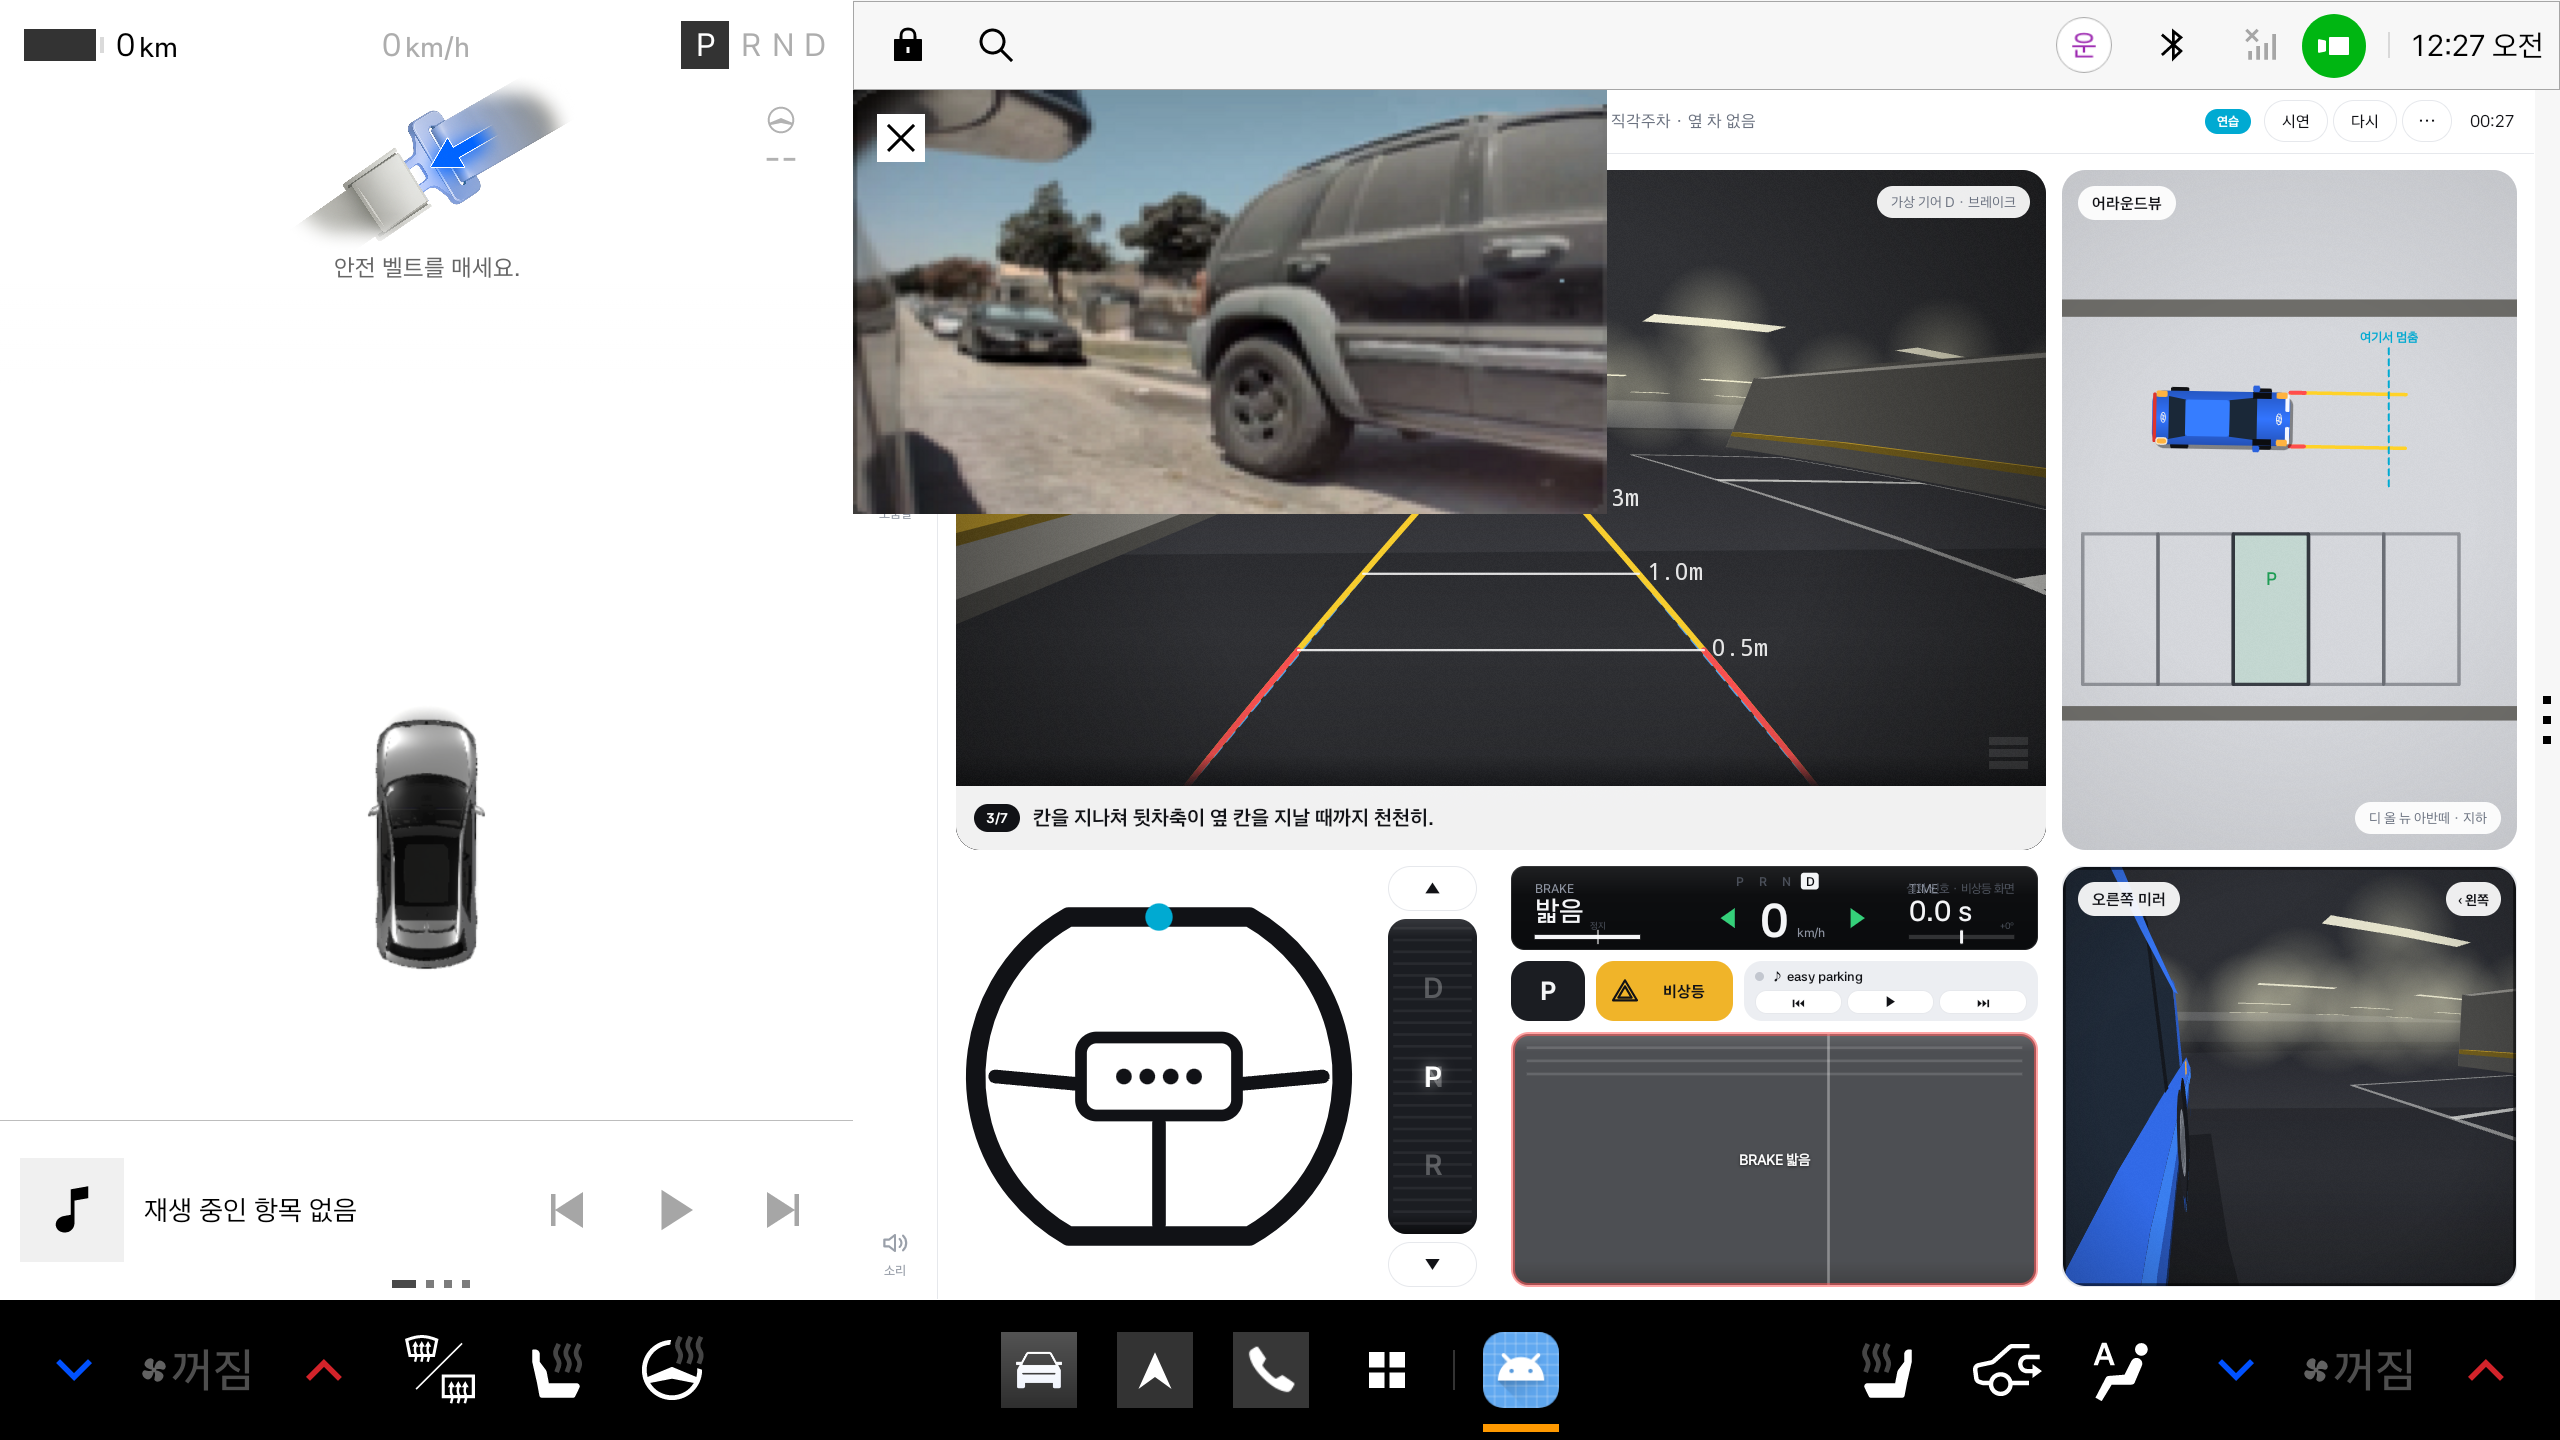 0 km
0 km/h
P R N D
운
12:27 오전
안전 벨트를 매세요.
직각주차 · 옆 차 없음
연습
시연
다시
···
00:27
가상 기어 D · 브레이크
3m
1.0m
0.5m
3/7 칸을 지나쳐 뒷차축이 옆 칸을 지날 때까지 천천히.
어라운드뷰
여기서 멈춤
P
디 올 뉴 아반떼 · 지하
D
P
R
BRAKE
밟음
정지
P R N D
0 km/h
TIME
0.0 s
+0°
P
비상등
♪ easy parking
BRAKE 밟음
오른쪽 미러
‹ 왼쪽
재생 중인 항목 없음
소리
꺼짐
A
꺼짐